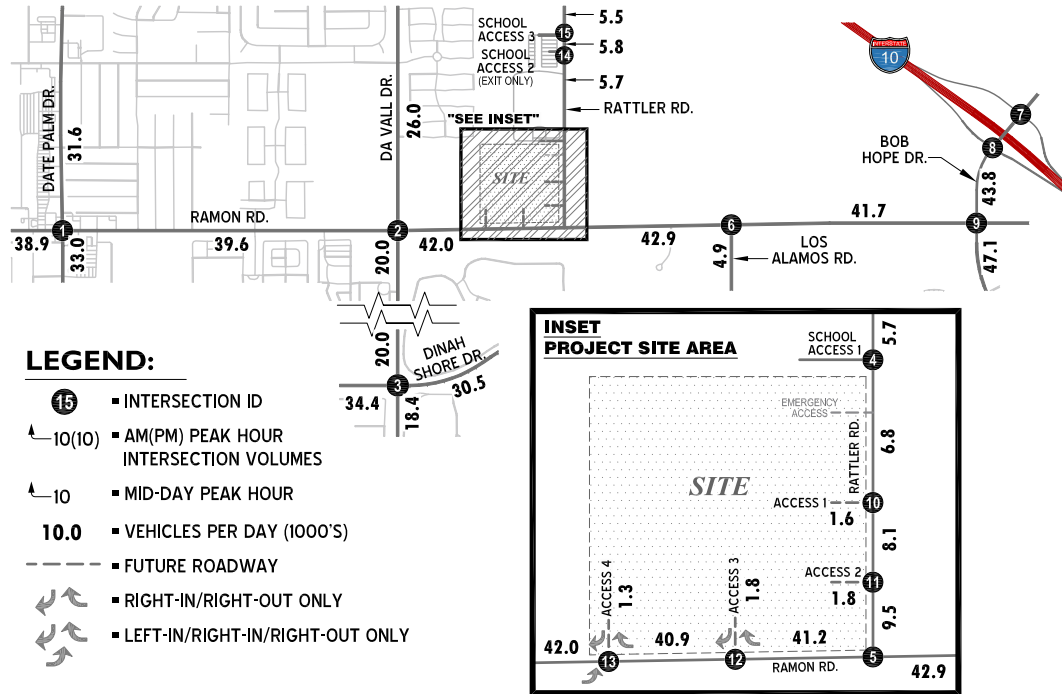 5.5
SCHOOL
ACCESS 3
15
5.8
SCHOOL
ACCESS 2
(EXIT ONLY)
14
5.7
RATTLER RD.
INTERSTATE
10
7
BOB
HOPE DR.
8
43.8
DATE PALM DR.
31.6
DA VALL DR.
26.0
"SEE INSET"
SITE
RAMON RD.
1
2
6
9
38.9
33.0
39.6
20.0
42.0
42.9
4.9
LOS
ALAMOS RD.
41.7
47.1
20.0
DINAH
SHORE DR.
3
34.4
18.4
30.5
LEGEND:
15 INTERSECTION ID
10(10) AM(PM) PEAK HOUR
INTERSECTION VOLUMES
10 MID-DAY PEAK HOUR
10.0 VEHICLES PER DAY (1000'S)
FUTURE ROADWAY
RIGHT-IN/RIGHT-OUT ONLY
LEFT-IN/RIGHT-IN/RIGHT-OUT ONLY
INSET
PROJECT SITE AREA
5.7
SCHOOL
ACCESS 1
4
EMERGENCY
ACCESS
RATTLER RD.
6.8
SITE
ACCESS 1
10
1.6
8.1
ACCESS 2
11
1.8
9.5
ACCESS 4
1.3
ACCESS 3
1.8
42.0
40.9
41.2
13
12
5
RAMON RD.
42.9